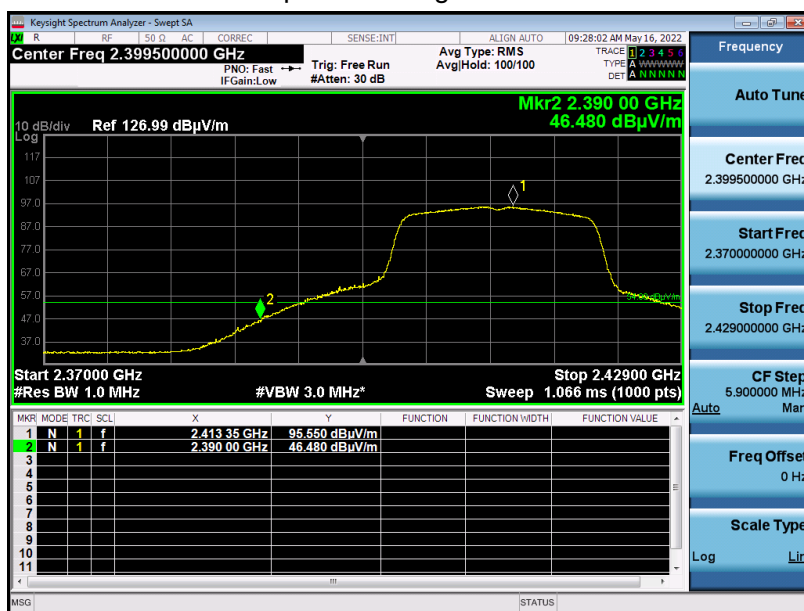 Keysight Spectrum Analyzer - Swept SA
LXI R RF 50 Ω AC CORREC SENSE:INT ALIGN AUTO 09:28:02 AM May 16, 2022
Center Freq 2.399500000 GHz
PNO: Fast
IFGain:Low
Trig: Free Run
#Atten: 30 dB
Avg Type: RMS
Avg|Hold: 100/100
TRACE 1 2 3 4 5 6
TYPE A WWWWW
DET A N N N N N
Mkr2 2.390 00 GHz
46.480 dBµV/m
10 dB/div Ref 126.99 dBµV/m
Log
117
107
97.0
87.0
77.0
67.0
57.0
47.0
37.0
1
2
Start 2.37000 GHz Stop 2.42900 GHz
#Res BW 1.0 MHz #VBW 3.0 MHz* Sweep 1.066 ms (1000 pts)
MKR MODE TRC SCL X Y FUNCTION FUNCTION WIDTH FUNCTION VALUE
1 N 1 f 2.413 35 GHz 95.550 dBµV/m
2 N 1 f 2.390 00 GHz 46.480 dBµV/m
3
4
5
6
7
8
9
10
11
MSG STATUS
Frequency
Auto Tune
Center Freq
2.399500000 GHz
Start Freq
2.370000000 GHz
Stop Freq
2.429000000 GHz
CF Step
5.900000 MHz
Auto Man
Freq Offset
0 Hz
Scale Type
Log Lin